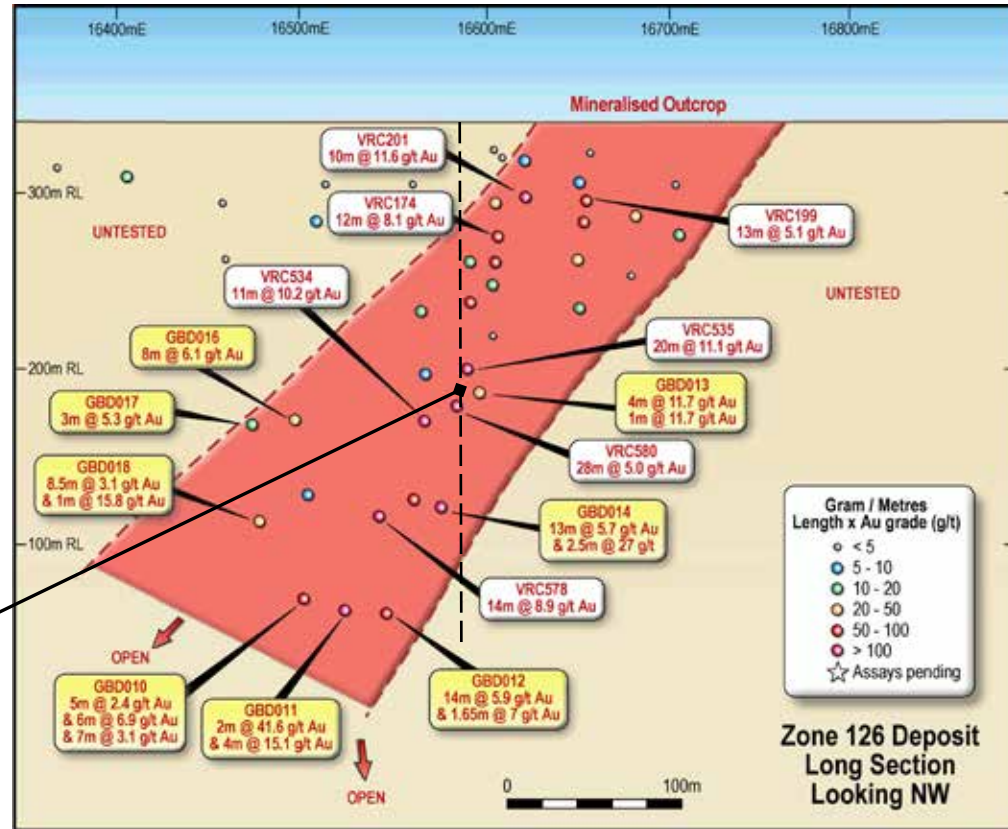 16400mE
16500mE
16600mE
16700mE
16800mE
Mineralised Outcrop
VRC201
10m @ 11.6 g/t Au
300m RL
VRC174
12m @ 8.1 g/t Au
VRC199
13m @ 5.1 g/t Au
UNTESTED
VRC534
11m @ 10.2 g/t Au
UNTESTED
GBD016
8m @ 6.1 g/t Au
VRC535
20m @ 11.1 g/t Au
200m RL
GBD017
3m @ 5.3 g/t Au
GBD013
4m @ 11.7 g/t Au
1m @ 11.7 g/t Au
VRC580
28m @ 5.0 g/t Au
GBD018
8.5m @ 3.1 g/t Au
& 1m @ 15.8 g/t Au
GBD014
13m @ 5.7 g/t Au
& 2.5m @ 27 g/t
100m RL
VRC578
14m @ 8.9 g/t Au
Gram / Metres
Length x Au grade (g/t)
< 5
5 - 10
10 - 20
20 - 50
50 - 100
> 100
Assays pending
OPEN
GBD010
5m @ 2.4 g/t Au
& 6m @ 6.9 g/t Au
& 7m @ 3.1 g/t Au
GBD011
2m @ 41.6 g/t Au
& 4m @ 15.1 g/t Au
GBD012
14m @ 5.9 g/t Au
& 1.65m @ 7 g/t Au
OPEN
0
100m
Zone 126 Deposit
Long Section
Looking NW